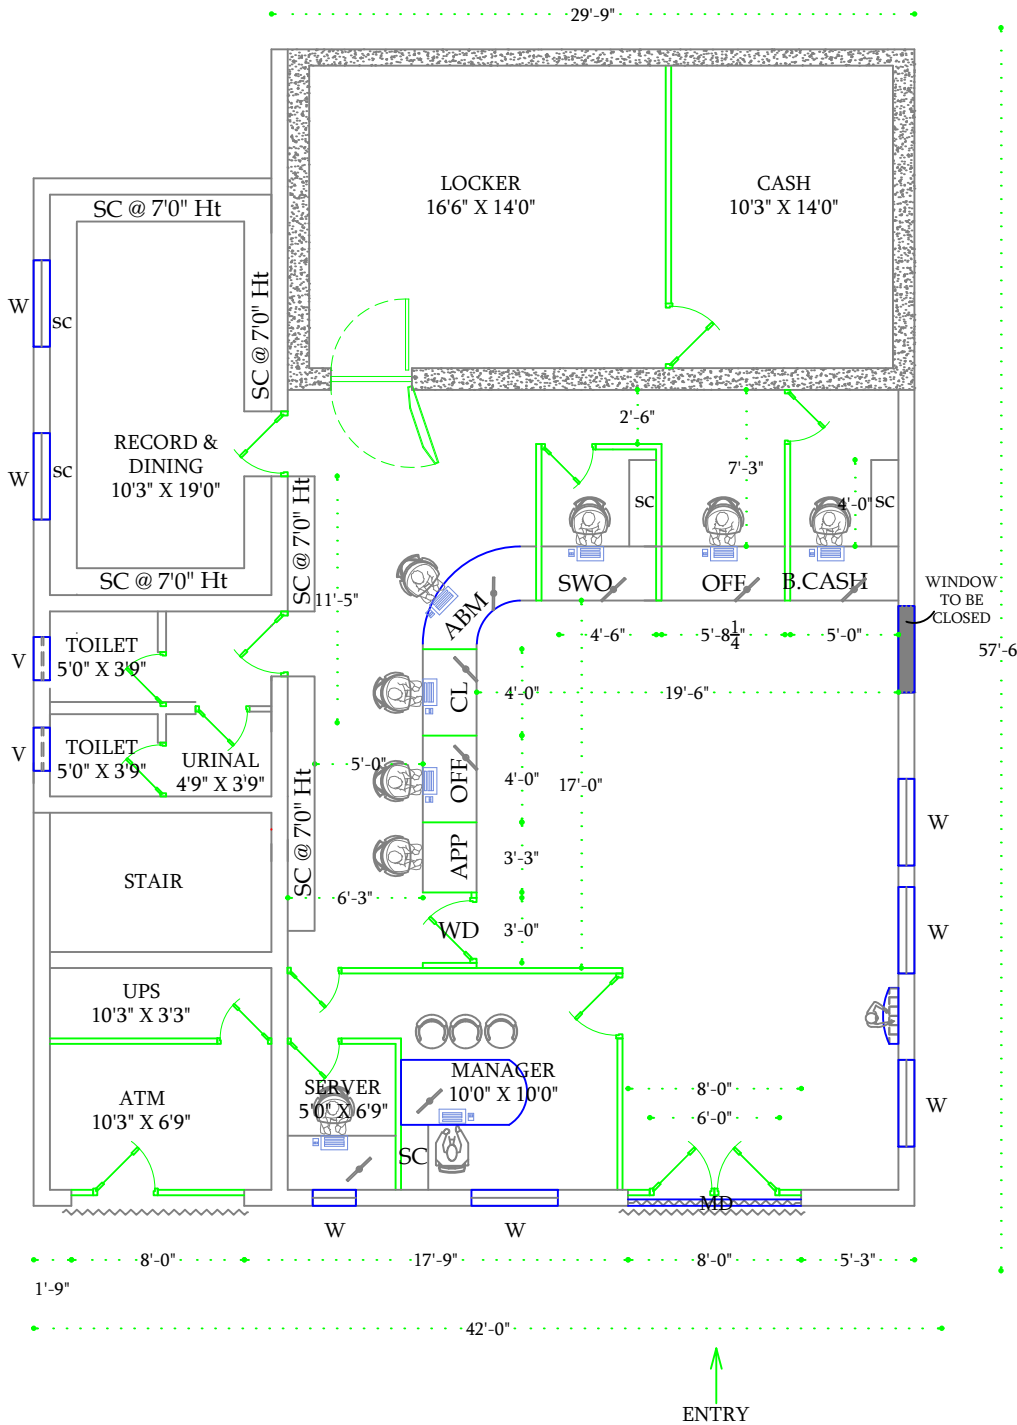 29'-9"
LOCKER
16'6" X 14'0"
CASH
10'3" X 14'0"
SC @ 7'0" Ht
SC @ 7'0" Ht
W
SC
2'-6"
RECORD &
DINING
10'3" X 19'0"
W
SC
7'-3"
4'-0"
SC
SC
SC @ 7'0" Ht
SC @ 7'0" Ht
SWO
OFF
B.CASH
WINDOW
TO BE
CLOSED
11'-5"
ABM
4'-6"
5'-8 1/4"
5'-0"
57'-6
TOILET
5'0" X 3'9"
V
CL
4'-0"
19'-6"
TOILET
5'0" X 3'9"
V
URINAL
4'9" X 3'9"
5'-0"
OFF
4'-0"
17'-0"
SC @ 7'0" Ht
W
APP
3'-3"
STAIR
6'-3"
WD
3'-0"
W
UPS
10'3" X 3'3"
MANAGER
10'0" X 10'0"
SERVER
5'0" X 6'9"
8'-0"
W
ATM
10'3" X 6'9"
6'-0"
SC
MD
W
W
8'-0"
17'-9"
8'-0"
5'-3"
1'-9"
42'-0"
ENTRY